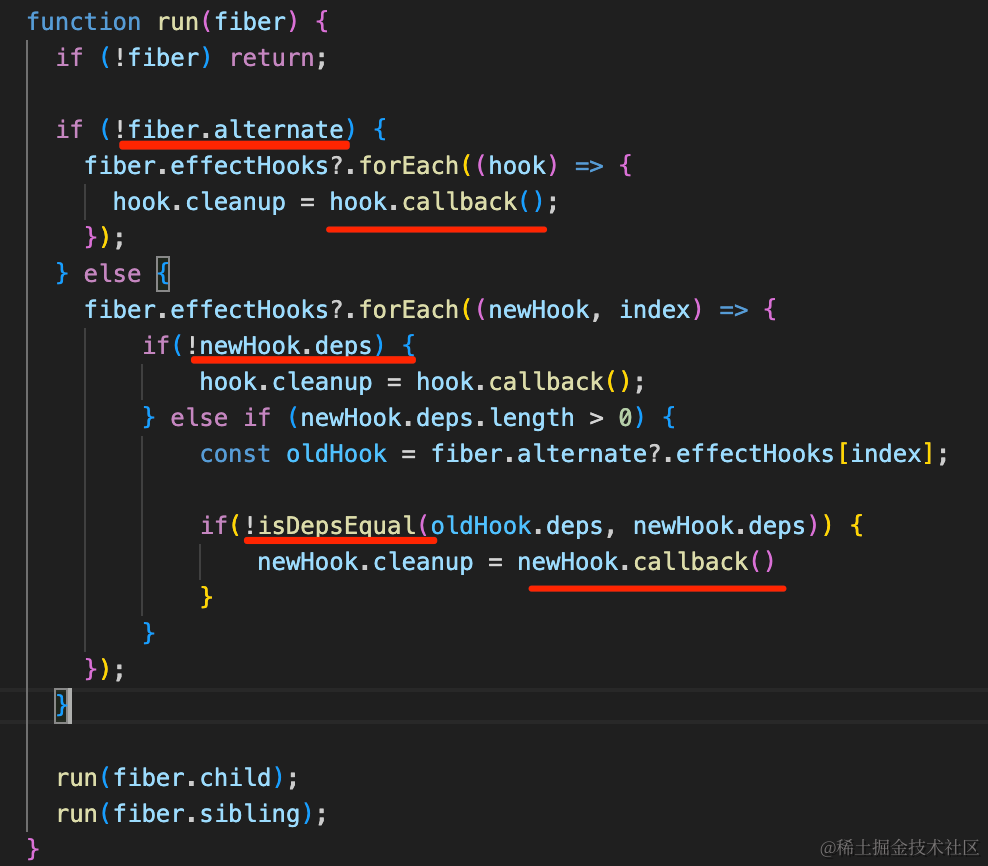 function run(fiber) {
  if (!fiber) return;

  if (!fiber.alternate) {
    fiber.effectHooks?.forEach((hook) => {
      hook.cleanup = hook.callback();
    });
  } else {
    fiber.effectHooks?.forEach((newHook, index) => {
        if(!newHook.deps) {
            hook.cleanup = hook.callback();
        } else if (newHook.deps.length > 0) {
            const oldHook = fiber.alternate?.effectHooks[index];

            if(!isDepsEqual(oldHook.deps, newHook.deps)) {
                newHook.cleanup = newHook.callback()
            }
        }
    });
  }

  run(fiber.child);
  run(fiber.sibling);
}
@稀土掘金技术社区